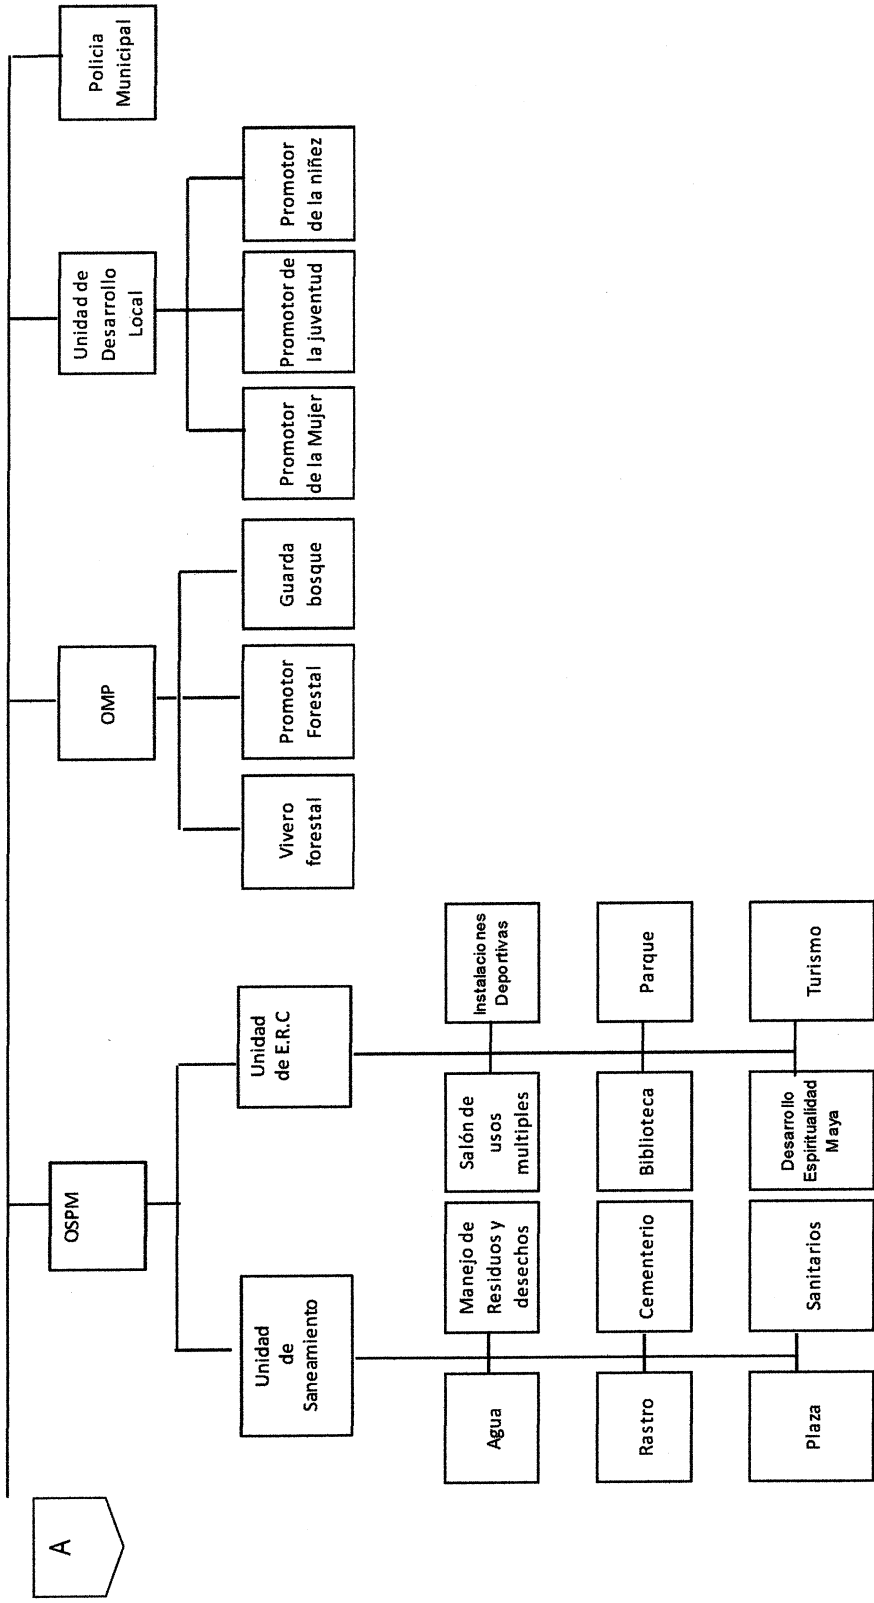 A
OSPM
OMP
Unidad de
Desarrollo
Local
Policia
Municipal
Unidad
de
Saneamiento
Unidad
de E.R.C
Vivero
forestal
Promotor
Forestal
Guarda
bosque
Promotor
de la Mujer
Promotor de
la juventud
Promotor
de la niñez
Agua
Manejo de
Residuos y
desechos
Salón de
usos
multiples
Instalaciones
Deportivas
Rastro
Cementerio
Biblioteca
Parque
Plaza
Sanitarios
Desarrollo
Espiritualidad
Maya
Turismo